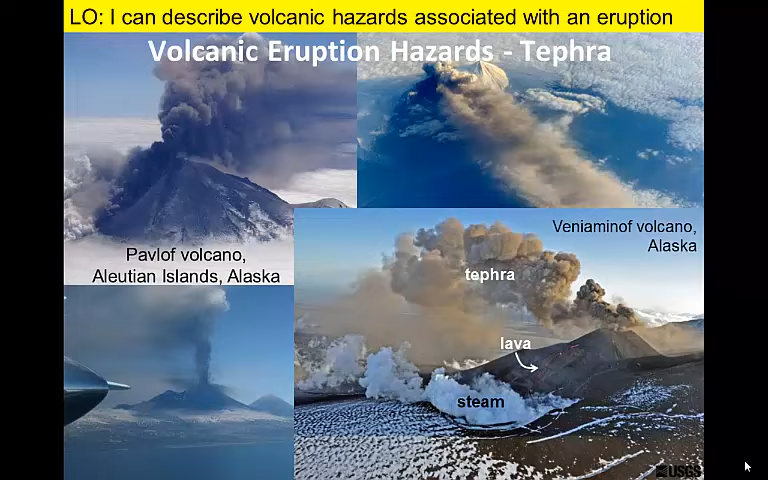 LO: I can describe volcanic hazards associated with an eruption
Volcanic Eruption Hazards - Tephra
Pavlof volcano,
Aleutian Islands, Alaska
Veniaminof volcano,
Alaska
tephra
lava
steam
USGS